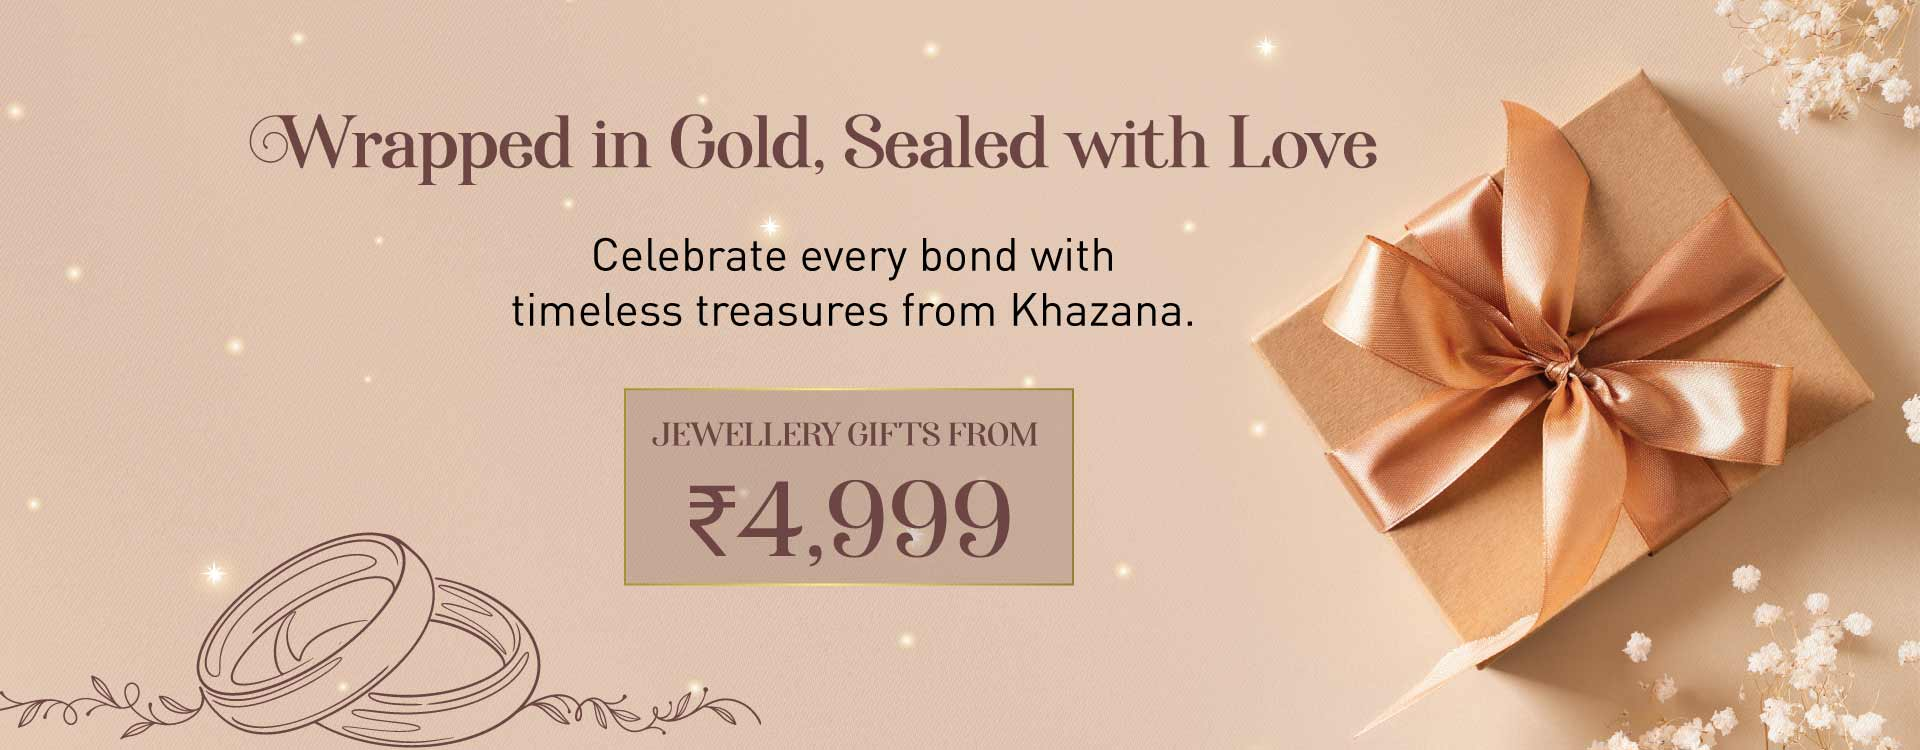 Wrapped in Gold, Sealed with Love
Celebrate every bond with
timeless treasures from Khazana.
JEWELLERY GIFTS FROM
₹4,999